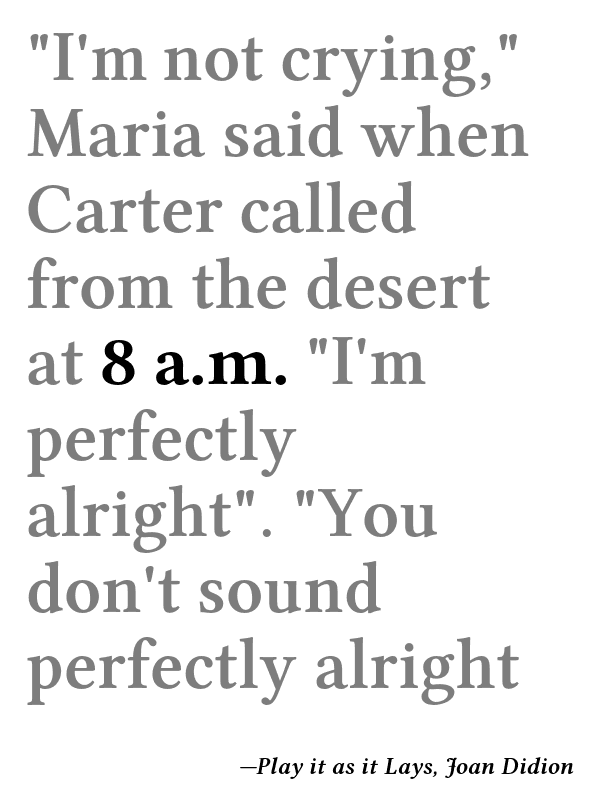 "I'm not crying,"
Maria said when
Carter called
from the desert
at 8 a.m. "I'm
perfectly
alright". "You
don't sound
perfectly alright
—Play it as it Lays, Joan Didion